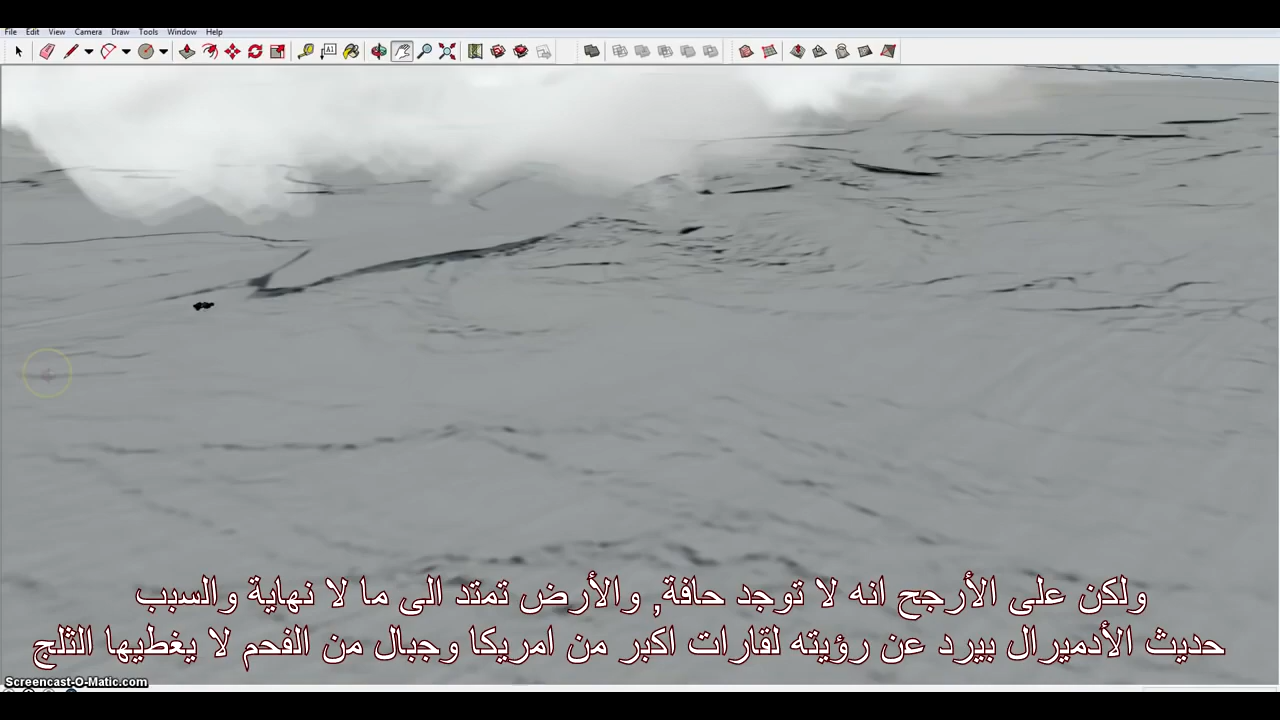 File Edit View Camera Draw Tools Window Help
ولكن على الأرجح انه لا توجد حافة, والأرض تمتد الى ما لا نهاية والسبب
حديث الأدميرال بيرد عن رؤيته لقارات اكبر من امريكا وجبال من الفحم لا يغطيها الثلج
Screencast-O-Matic.com